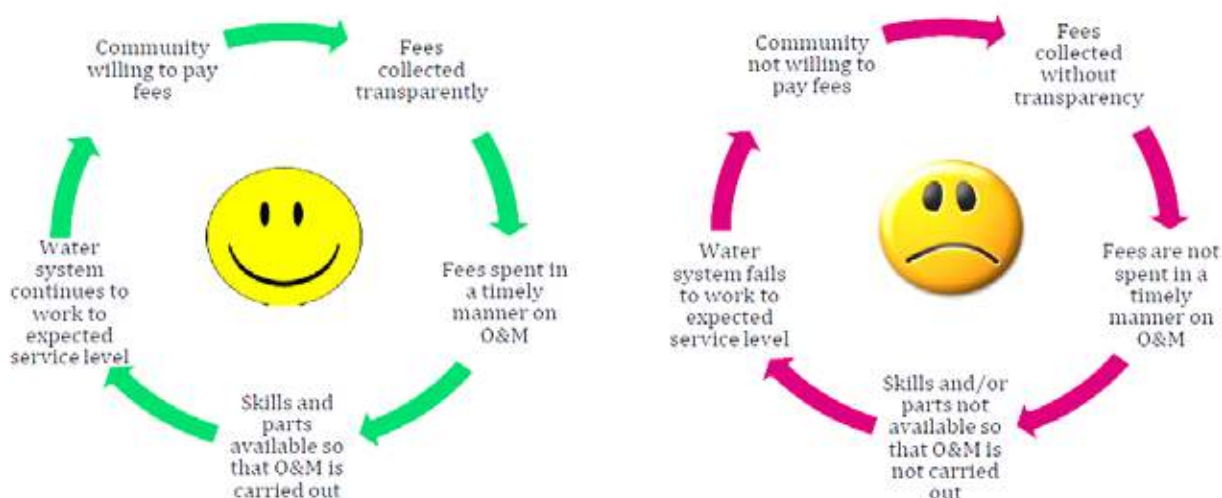 Community
willing to pay
fees
Fees
collected
transparently
Fees spent in
a timely
manner on
O&M
Skills and
parts
available so
that O&M is
carried out
Water
system
continues to
work to
expected
service level
Community
not willing to
pay fees
Fees
collected
without
transparency
Fees are not
spent in a
timely
manner on
O&M
Skills and/or
parts not
available so
that O&M is
not carried
out
Water
system fails
to work to
expected
service level